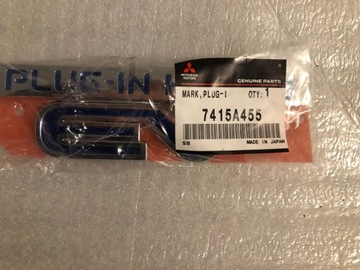 PLUG-IN
MITSUBISHI
MOTORS
GENUINE PARTS
MARK,PLUG-I QTY: 1
7415A455
SB MADE IN JAPAN